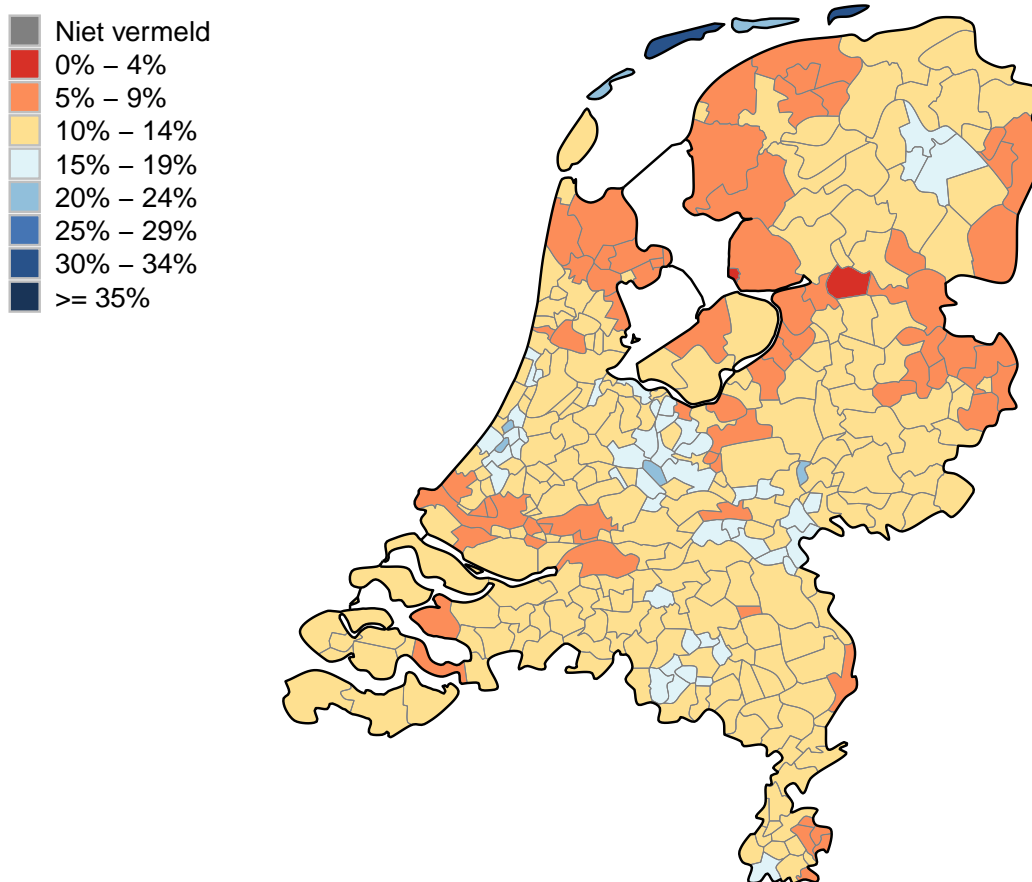 Niet vermeld
0% – 4%
5% – 9%
10% – 14%
15% – 19%
20% – 24%
25% – 29%
30% – 34%
>= 35%